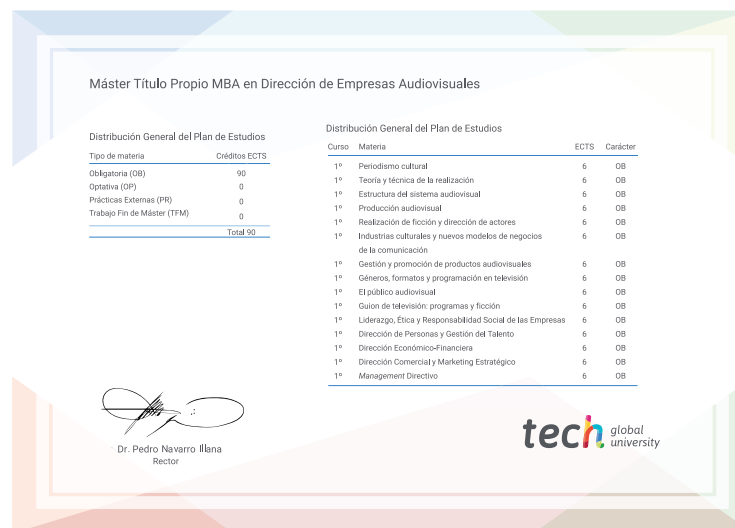 Máster Título Propio MBA en Dirección de Empresas Audiovisuales
Distribución General del Plan de Estudios
Tipo de materia Créditos ECTS
Obligatoria (OB) 90
Optativa (OP) 0
Prácticas Externas (PR) 0
Trabajo Fin de Máster (TFM) 0
Total 90
Distribución General del Plan de Estudios
Curso Materia ECTS Carácter
1º Periodismo cultural 6 OB
1º Teoría y técnica de la realización 6 OB
1º Estructura del sistema audiovisual 6 OB
1º Producción audiovisual 6 OB
1º Realización de ficción y dirección de actores 6 OB
1º Industrias culturales y nuevos modelos de negocios 6 OB
de la comunicación
1º Gestión y promoción de productos audiovisuales 6 OB
1º Géneros, formatos y programación en televisión 6 OB
1º El público audiovisual 6 OB
1º Guion de televisión: programas y ficción 6 OB
1º Liderazgo, Ética y Responsabilidad Social de las Empresas 6 OB
1º Dirección de Personas y Gestión del Talento 6 OB
1º Dirección Económico-Financiera 6 OB
1º Dirección Comercial y Marketing Estratégico 6 OB
1º Management Directivo 6 OB
Dr. Pedro Navarro Illana
Rector
tech global
university